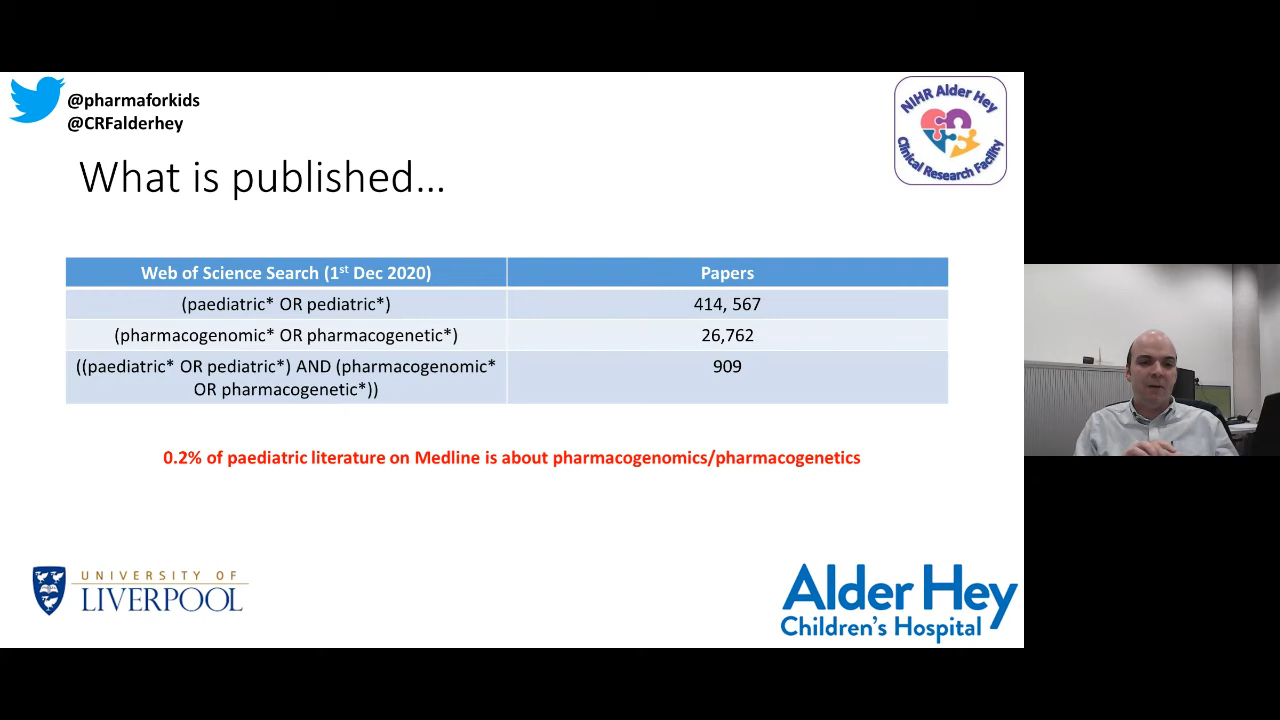 @pharmaforkids
@CRFalderhey
NIHR Alder Hey
Clinical Research Facility
What is published...
Web of Science Search (1st Dec 2020)
Papers
(paediatric* OR pediatric*)
414, 567
(pharmacogenomic* OR pharmacogenetic*)
26,762
((paediatric* OR pediatric*) AND (pharmacogenomic*
OR pharmacogenetic*))
909
0.2% of paediatric literature on Medline is about pharmacogenomics/pharmacogenetics
UNIVERSITY OF
LIVERPOOL
Alder Hey
Children's Hospital